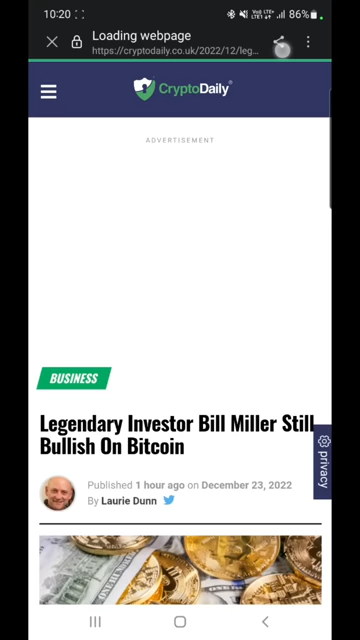 10:20
86%
Loading webpage
https://cryptodaily.co.uk/2022/12/leg...
CryptoDaily
ADVERTISEMENT
BUSINESS
Legendary Investor Bill Miller Still
Bullish On Bitcoin
privacy
Published 1 hour ago on December 23, 2022
By Laurie Dunn